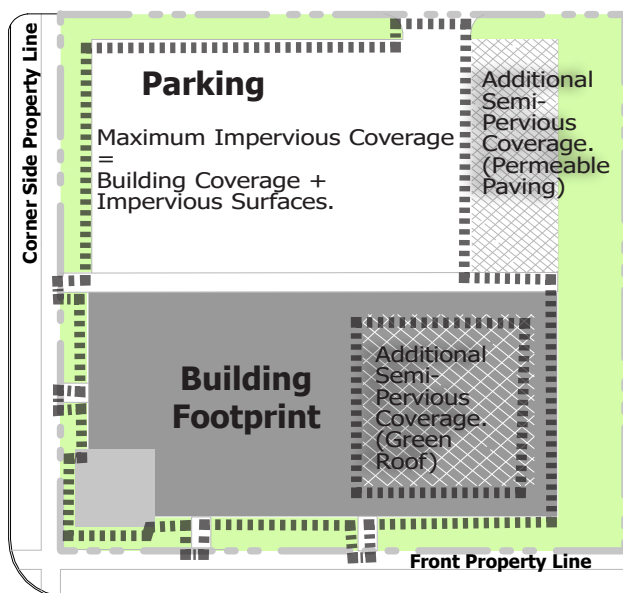 Corner Side Property Line
Parking
Maximum Impervious Coverage
=
Building Coverage +
Impervious Surfaces.
Additional
Semi-
Pervious
Coverage.
(Permeable
Paving)
Building
Footprint
Additional
Semi-
Pervious
Coverage.
(Green
Roof)
Front Property Line